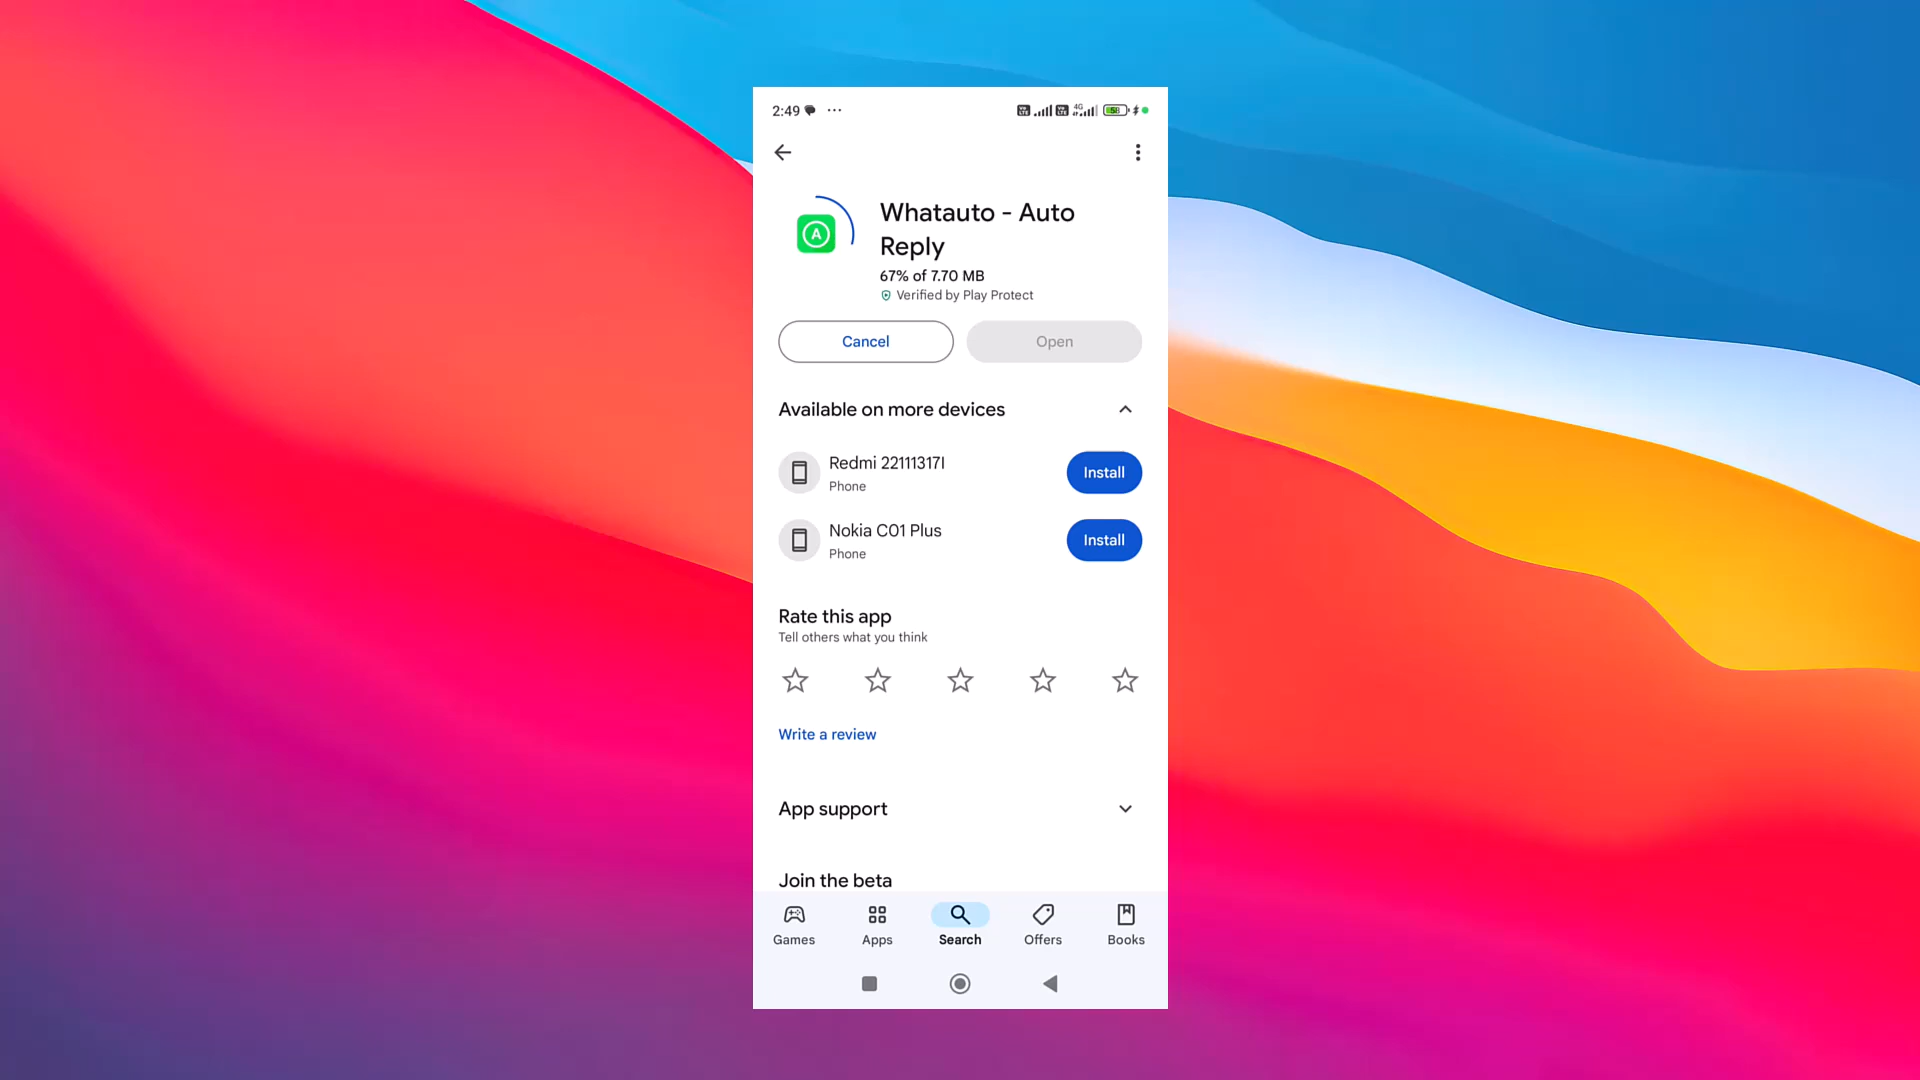 2:49
4G
58
Whatauto - Auto
Reply
67% of 7.70 MB
Verified by Play Protect
Cancel
Open
Available on more devices
Redmi 22111317I
Phone
Install
Nokia C01 Plus
Phone
Install
Rate this app
Tell others what you think
Write a review
App support
Join the beta
Games
Apps
Search
Offers
Books